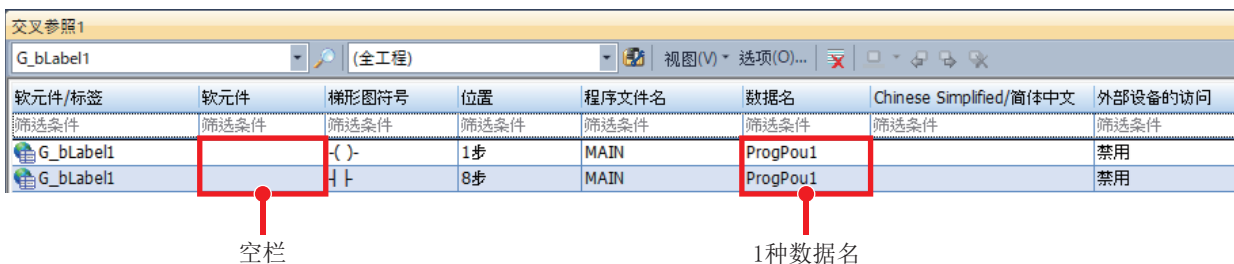 交叉参照1
G_bLabel1 (全工程) 视图(V) 选项(O)...
软元件/标签 软元件 梯形图符号 位置 程序文件名 数据名 Chinese Simplified/简体中文 外部设备的访问
筛选条件 筛选条件 筛选条件 筛选条件 筛选条件 筛选条件 筛选条件 筛选条件
G_bLabel1 -( )- 1步 MAIN ProgPou1 禁用
G_bLabel1 ┤├ 8步 MAIN ProgPou1 禁用
空栏 1种数据名